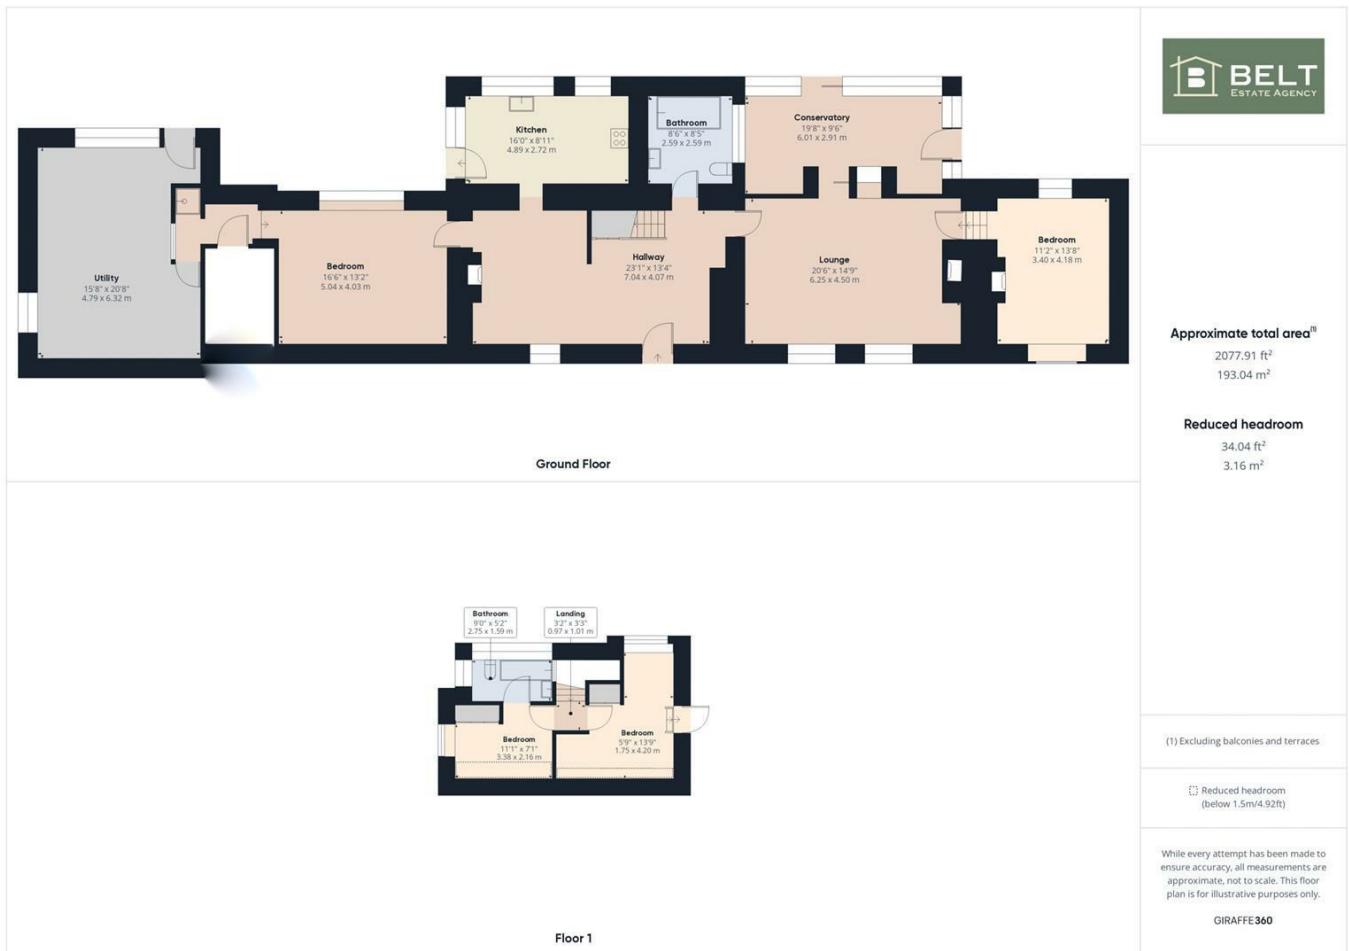 BELT
ESTATE AGENCY
Kitchen
16'0" x 8'11"
4.89 x 2.72 m
Bathroom
8'6" x 8'5"
2.59 x 2.59 m
Conservatory
19'8" x 9'6"
6.01 x 2.91 m
Utility
15'8" x 20'8"
4.79 x 6.32 m
Bedroom
16'6" x 13'2"
5.04 x 4.03 m
Hallway
23'1" x 13'4"
7.04 x 4.07 m
Lounge
20'6" x 14'9"
6.25 x 4.50 m
Bedroom
11'2" x 13'8"
3.40 x 4.18 m
Ground Floor
Bathroom
9'0" x 5'2"
2.75 x 1.59 m
Landing
3'2" x 3'3"
0.97 x 1.01 m
Bedroom
11'1" x 7'1"
3.38 x 2.16 m
Bedroom
5'9" x 13'9"
1.75 x 4.20 m
Floor 1
Approximate total area(1)
2077.91 ft²
193.04 m²
Reduced headroom
34.04 ft²
3.16 m²
(1) Excluding balconies and terraces
Reduced headroom
(below 1.5m/4.92ft)
While every attempt has been made to
ensure accuracy, all measurements are
approximate, not to scale. This floor
plan is for illustrative purposes only.
GIRAFFE360